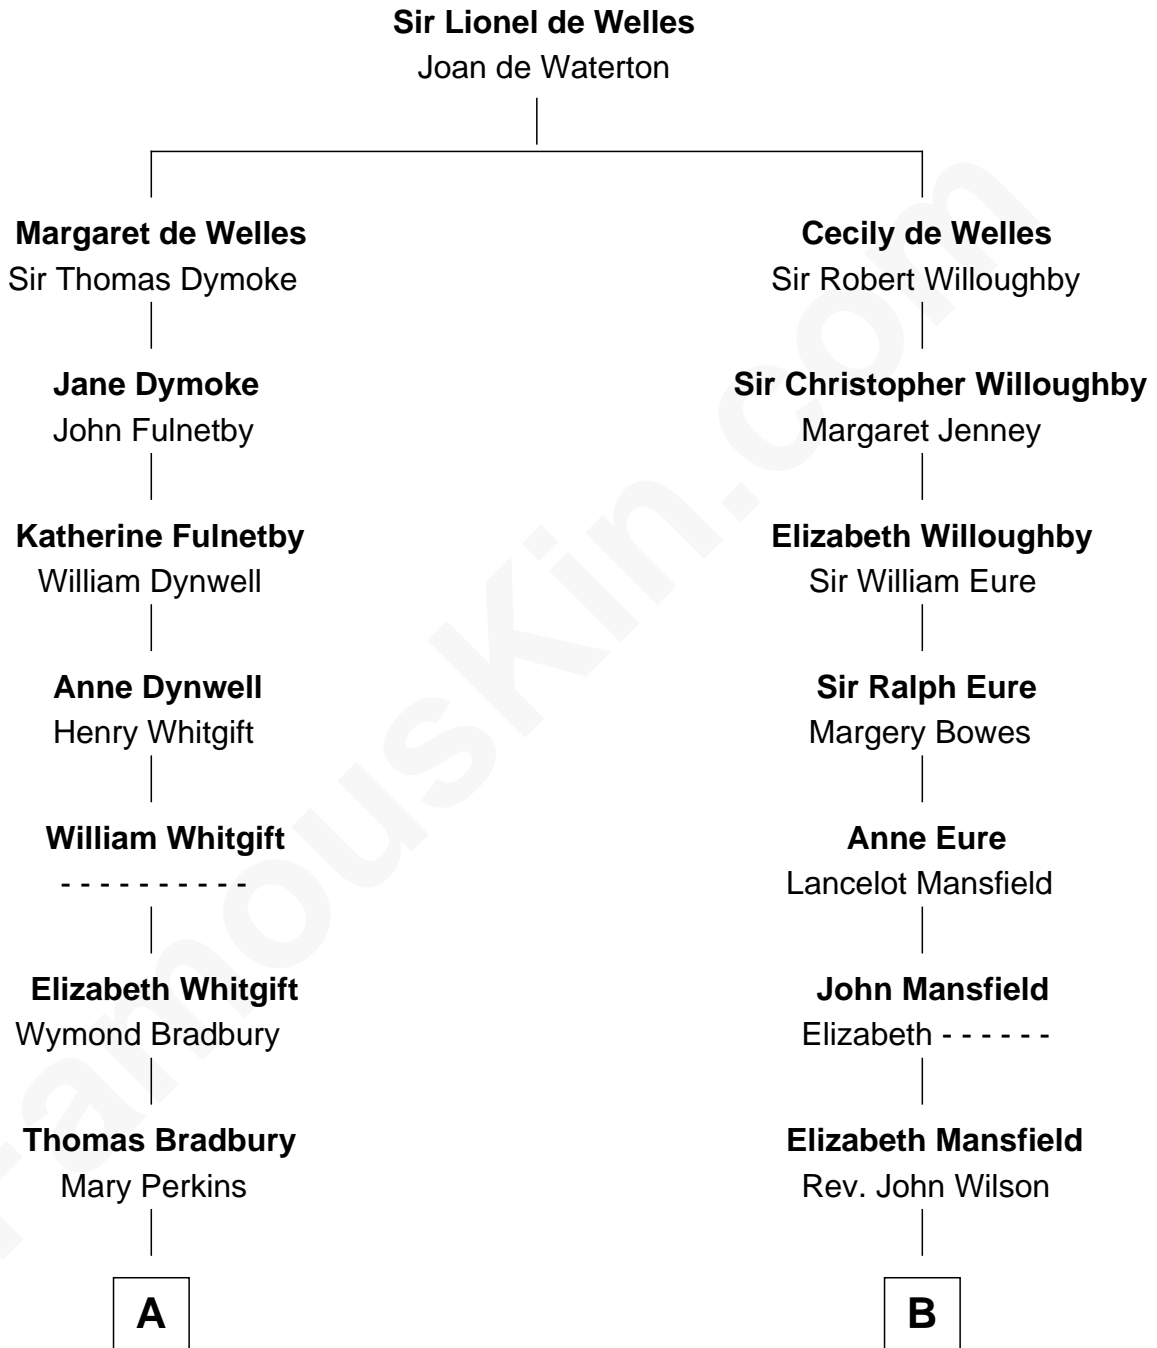 Sir Lionel de Welles
Joan de Waterton
Margaret de Welles
Sir Thomas Dymoke
Cecily de Welles
Sir Robert Willoughby
Jane Dymoke
John Fulnetby
Sir Christopher Willoughby
Margaret Jenney
Katherine Fulnetby
William Dynwell
Elizabeth Willoughby
Sir William Eure
Anne Dynwell
Henry Whitgift
Sir Ralph Eure
Margery Bowes
William Whitgift
- - - - - - - - - -
Anne Eure
Lancelot Mansfield
Elizabeth Whitgift
Wymond Bradbury
John Mansfield
Elizabeth - - - - - -
Thomas Bradbury
Mary Perkins
Elizabeth Mansfield
Rev. John Wilson
A
B
FamousKin.com